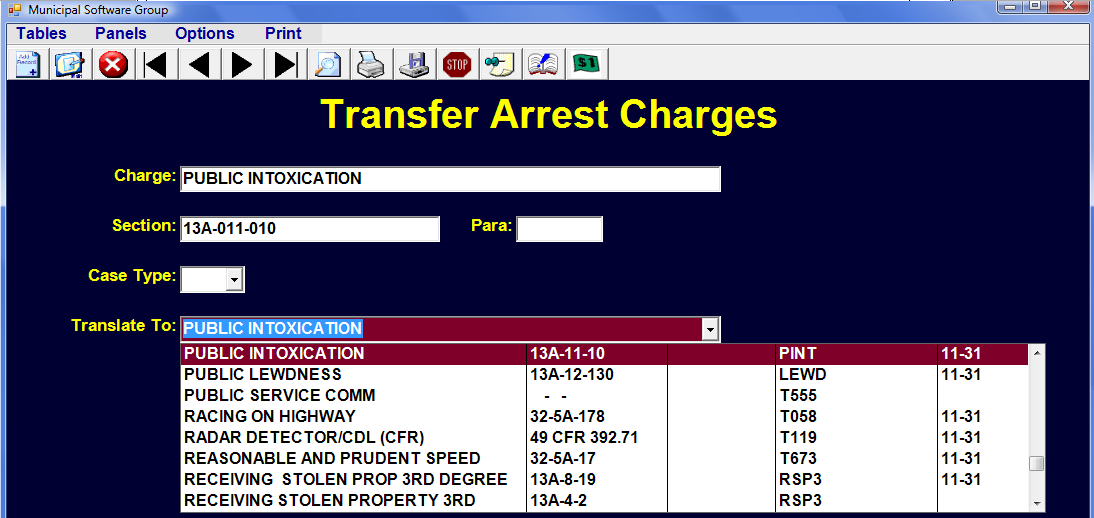 Municipal Software Group
Tables Panels Options Print
Add Record + STOP $1
Transfer Arrest Charges
Charge: PUBLIC INTOXICATION
Section: 13A-011-010 Para:
Case Type:
Translate To: PUBLIC INTOXICATION
PUBLIC INTOXICATION 13A-11-10 PINT 11-31
PUBLIC LEWDNESS 13A-12-130 LEWD 11-31
PUBLIC SERVICE COMM - - T555
RACING ON HIGHWAY 32-5A-178 T058 11-31
RADAR DETECTOR/CDL (CFR) 49 CFR 392.71 T119 11-31
REASONABLE AND PRUDENT SPEED 32-5A-17 T673 11-31
RECEIVING STOLEN PROP 3RD DEGREE 13A-8-19 RSP3 11-31
RECEIVING STOLEN PROPERTY 3RD 13A-4-2 RSP3